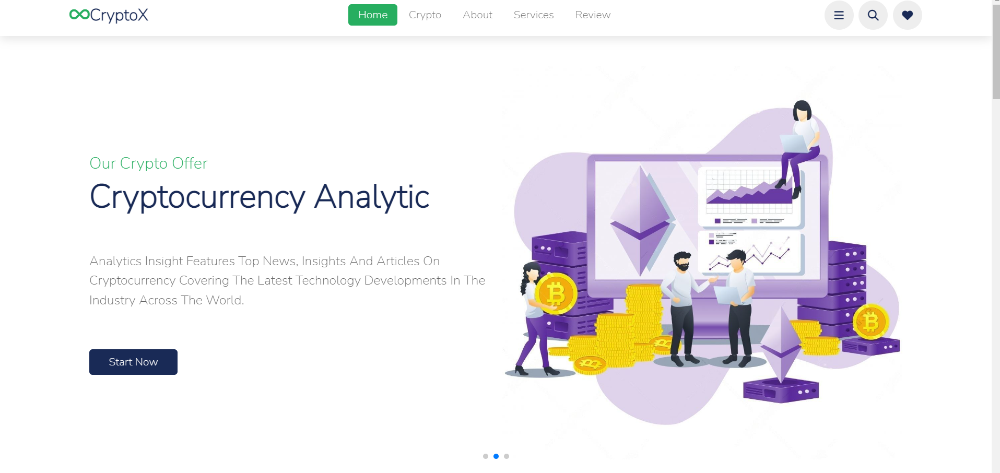 CryptoX
Home
Crypto
About
Services
Review
Our Crypto Offer
Cryptocurrency Analytic
Analytics Insight Features Top News, Insights And Articles On
Cryptocurrency Covering The Latest Technology Developments In The
Industry Across The World.
Start Now